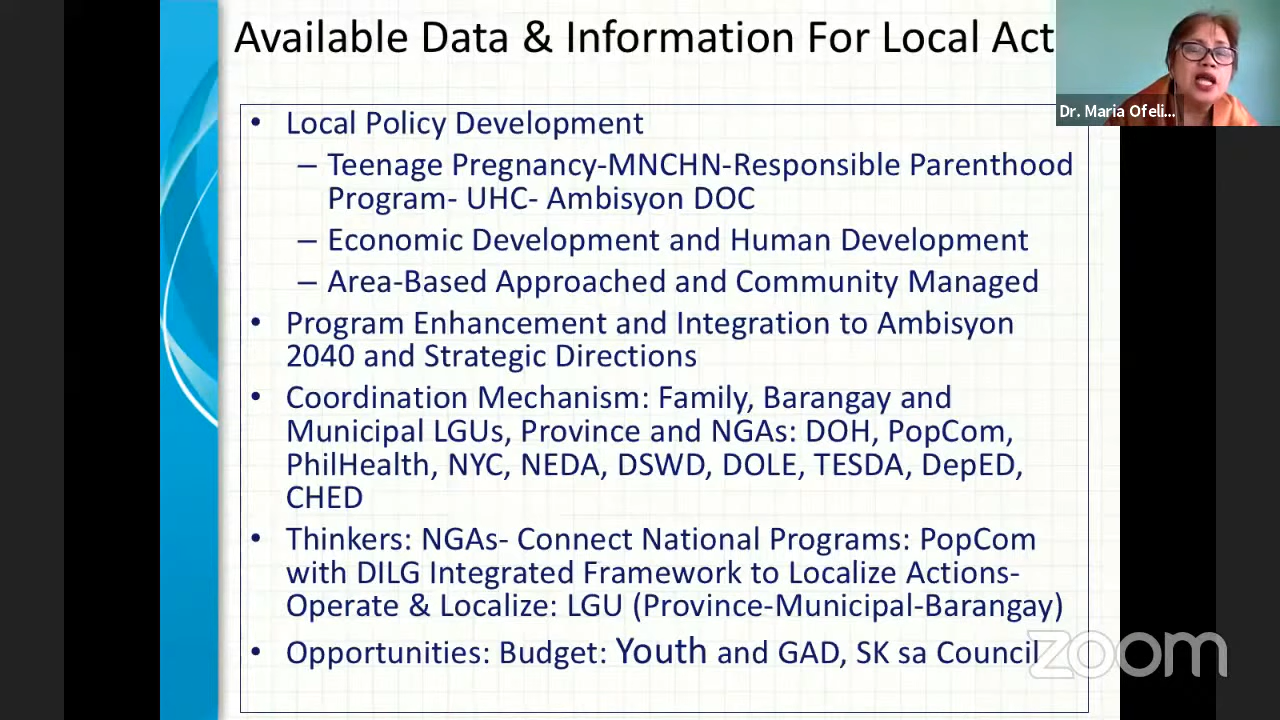 Available Data & Information For Local Act
Dr. Maria Ofeli...
• Local Policy Development
– Teenage Pregnancy-MNCHN-Responsible Parenthood
Program- UHC- Ambisyon DOC
– Economic Development and Human Development
– Area-Based Approached and Community Managed
• Program Enhancement and Integration to Ambisyon
2040 and Strategic Directions
• Coordination Mechanism: Family, Barangay and
Municipal LGUs, Province and NGAs: DOH, PopCom,
PhilHealth, NYC, NEDA, DSWD, DOLE, TESDA, DepED,
CHED
• Thinkers: NGAs- Connect National Programs: PopCom
with DILG Integrated Framework to Localize Actions-
Operate & Localize: LGU (Province-Municipal-Barangay)
• Opportunities: Budget: Youth and GAD, SK sa Council
zoom